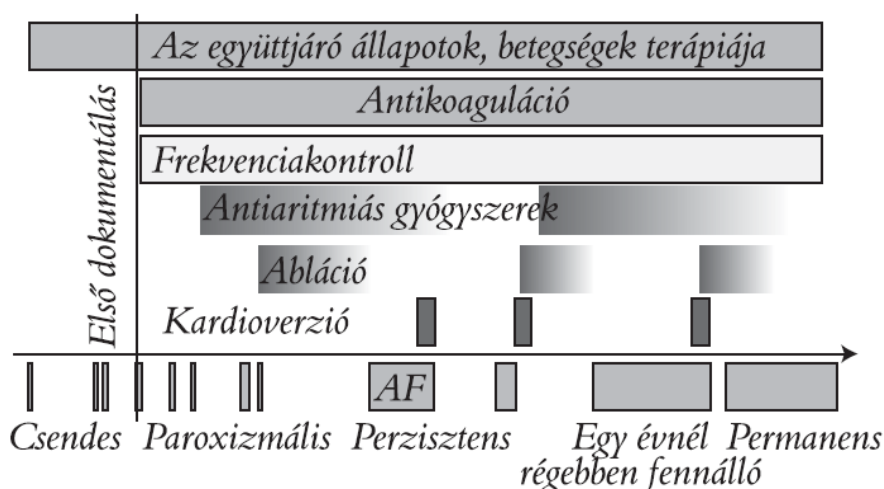 Az együttjáró állapotok, betegségek terápiája
Antikoaguláció
Frekvenciakontroll
Antiaritmiás gyógyszerek
Abláció
Kardioverzió
Első dokumentálás
AF
Csendes
Paroxizmális
Perzisztens
Egy évnél
régebben fennálló
Permanens